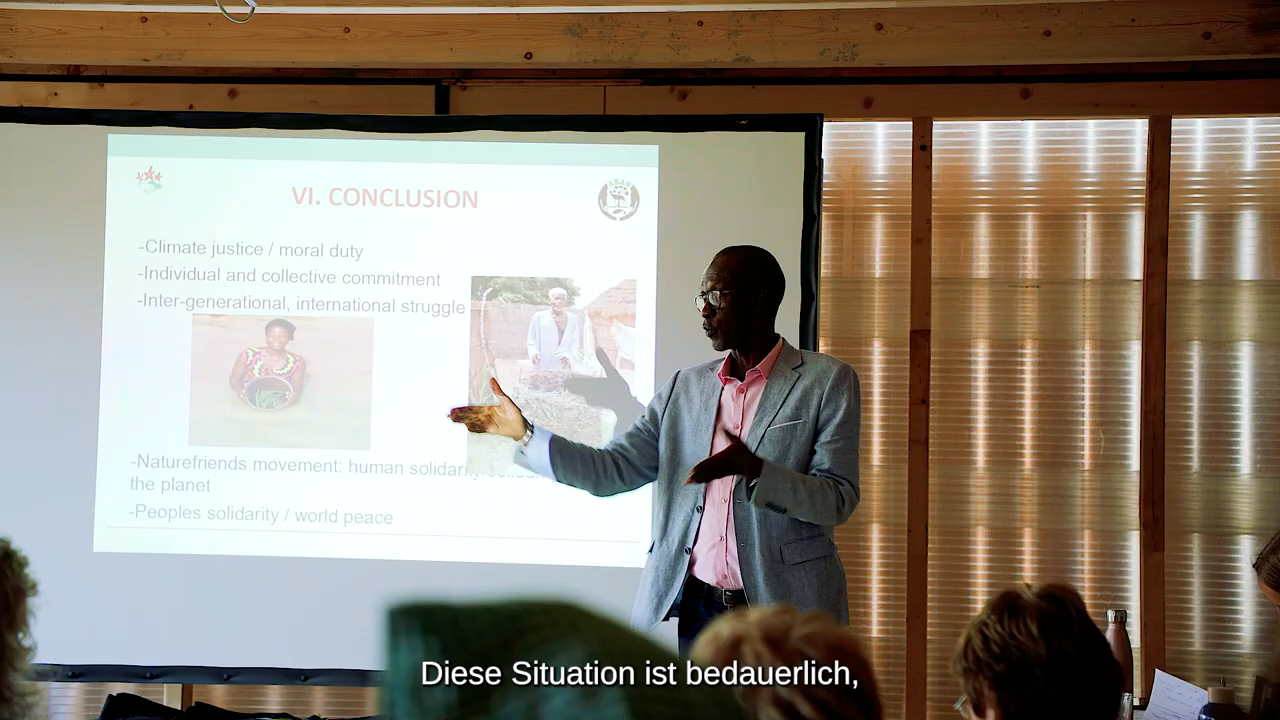 VI. CONCLUSION
-Climate justice / moral duty
-Individual and collective commitment
-Inter-generational, international struggle
-Naturefriends movement: human solidarity
the planet
-Peoples solidarity / world peace
Diese Situation ist bedauerlich,